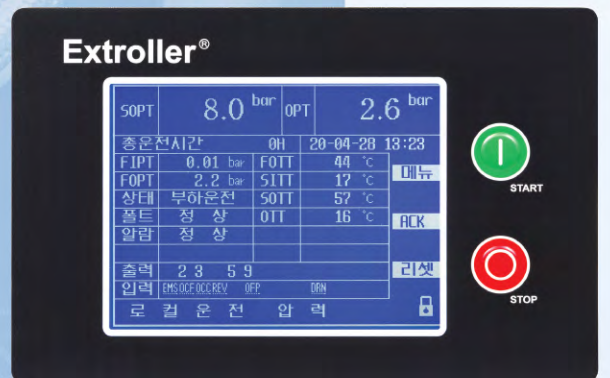 Extroller®
SOPT 8.0 bar OPT 2.6 bar
총운전시간 0H 20-04-28 13:23
FIPT 0.01 bar FOTT 44 ℃
FOPT 2.2 bar SITT 17 ℃ 메뉴
상태 부하운전 SOTT 57 ℃
폴트 정 상 OTT 16 ℃ ACK
알람 정 상
출력 2 3 5 9 리셋
입력 EMS OCF OCC REV OFP DRN
로 컬 운 전 압 력
START
STOP